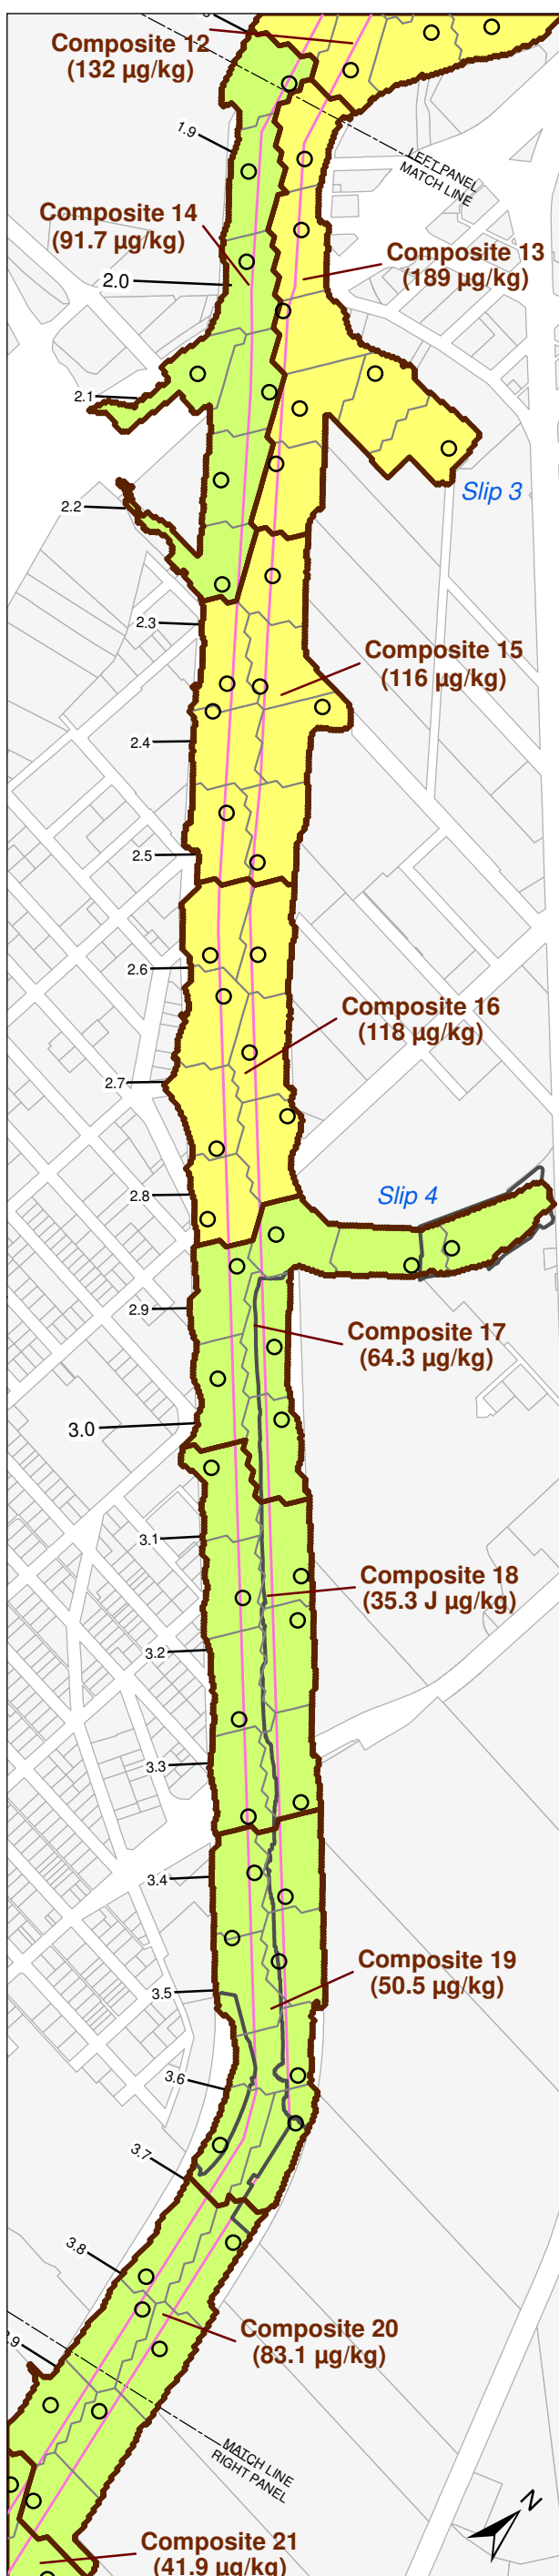 Composite 12
(132 µg/kg)
1.9
LEFT PANEL
MATCH LINE
Composite 14
(91.7 µg/kg)
Composite 13
(189 µg/kg)
2.0
2.1
Slip 3
2.2
2.3
Composite 15
(116 µg/kg)
2.4
2.5
2.6
Composite 16
(118 µg/kg)
2.7
2.8
Slip 4
2.9
Composite 17
(64.3 µg/kg)
3.0
3.1
Composite 18
(35.3 J µg/kg)
3.2
3.3
3.4
Composite 19
(50.5 µg/kg)
3.5
3.6
3.7
3.8
Composite 20
(83.1 µg/kg)
.9
MATCH LINE
RIGHT PANEL
N
Composite 21
(41.9 µg/kg)